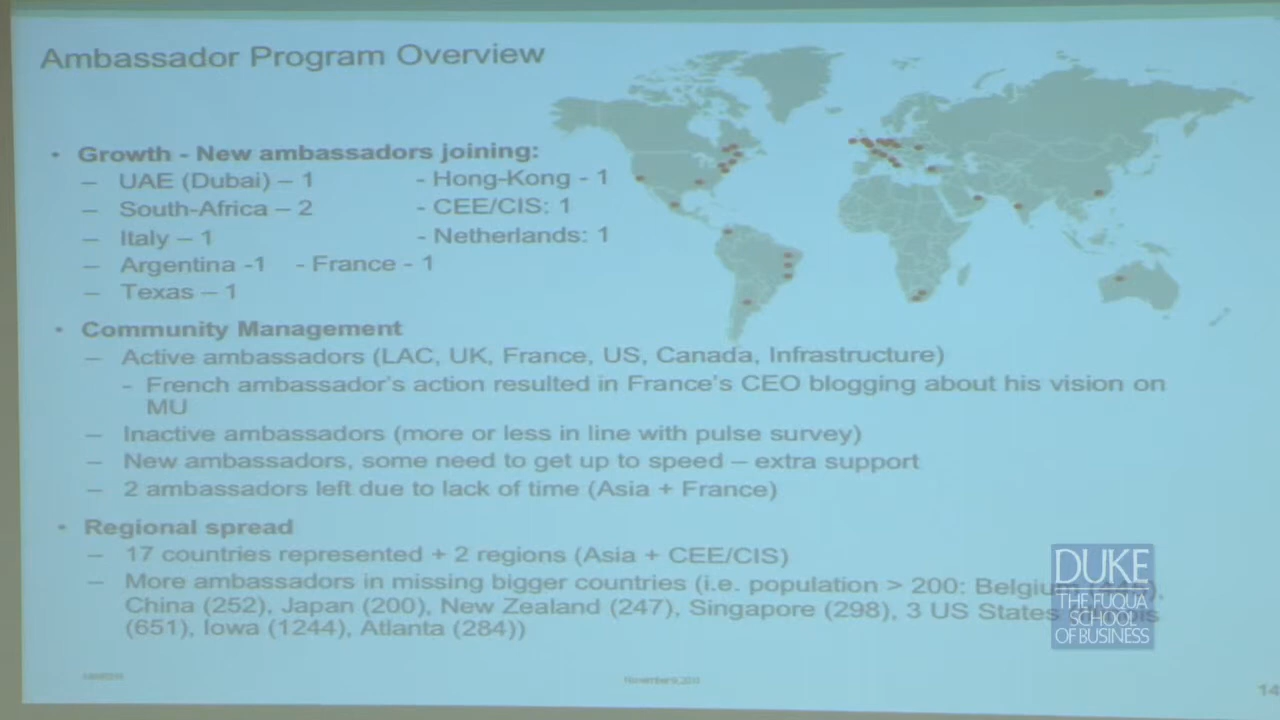 Ambassador Program Overview
• Growth - New ambassadors joining:
– UAE (Dubai) – 1 - Hong-Kong - 1
– South-Africa – 2 - CEE/CIS: 1
– Italy – 1 - Netherlands: 1
– Argentina -1 - France - 1
– Texas – 1
• Community Management
– Active ambassadors (LAC, UK, France, US, Canada, Infrastructure)
- French ambassador's action resulted in France's CEO blogging about his vision on
MU
– Inactive ambassadors (more or less in line with pulse survey)
– New ambassadors, some need to get up to speed – extra support
– 2 ambassadors left due to lack of time (Asia + France)
• Regional spread
– 17 countries represented + 2 regions (Asia + CEE/CIS)
– More ambassadors in missing bigger countries (i.e. population > 200: Belgium
China (252), Japan (200), New Zealand (247), Singapore (298), 3 US States
(651), Iowa (1244), Atlanta (284))
DUKE
THE FUQUA
SCHOOL
OF BUSINESS
14